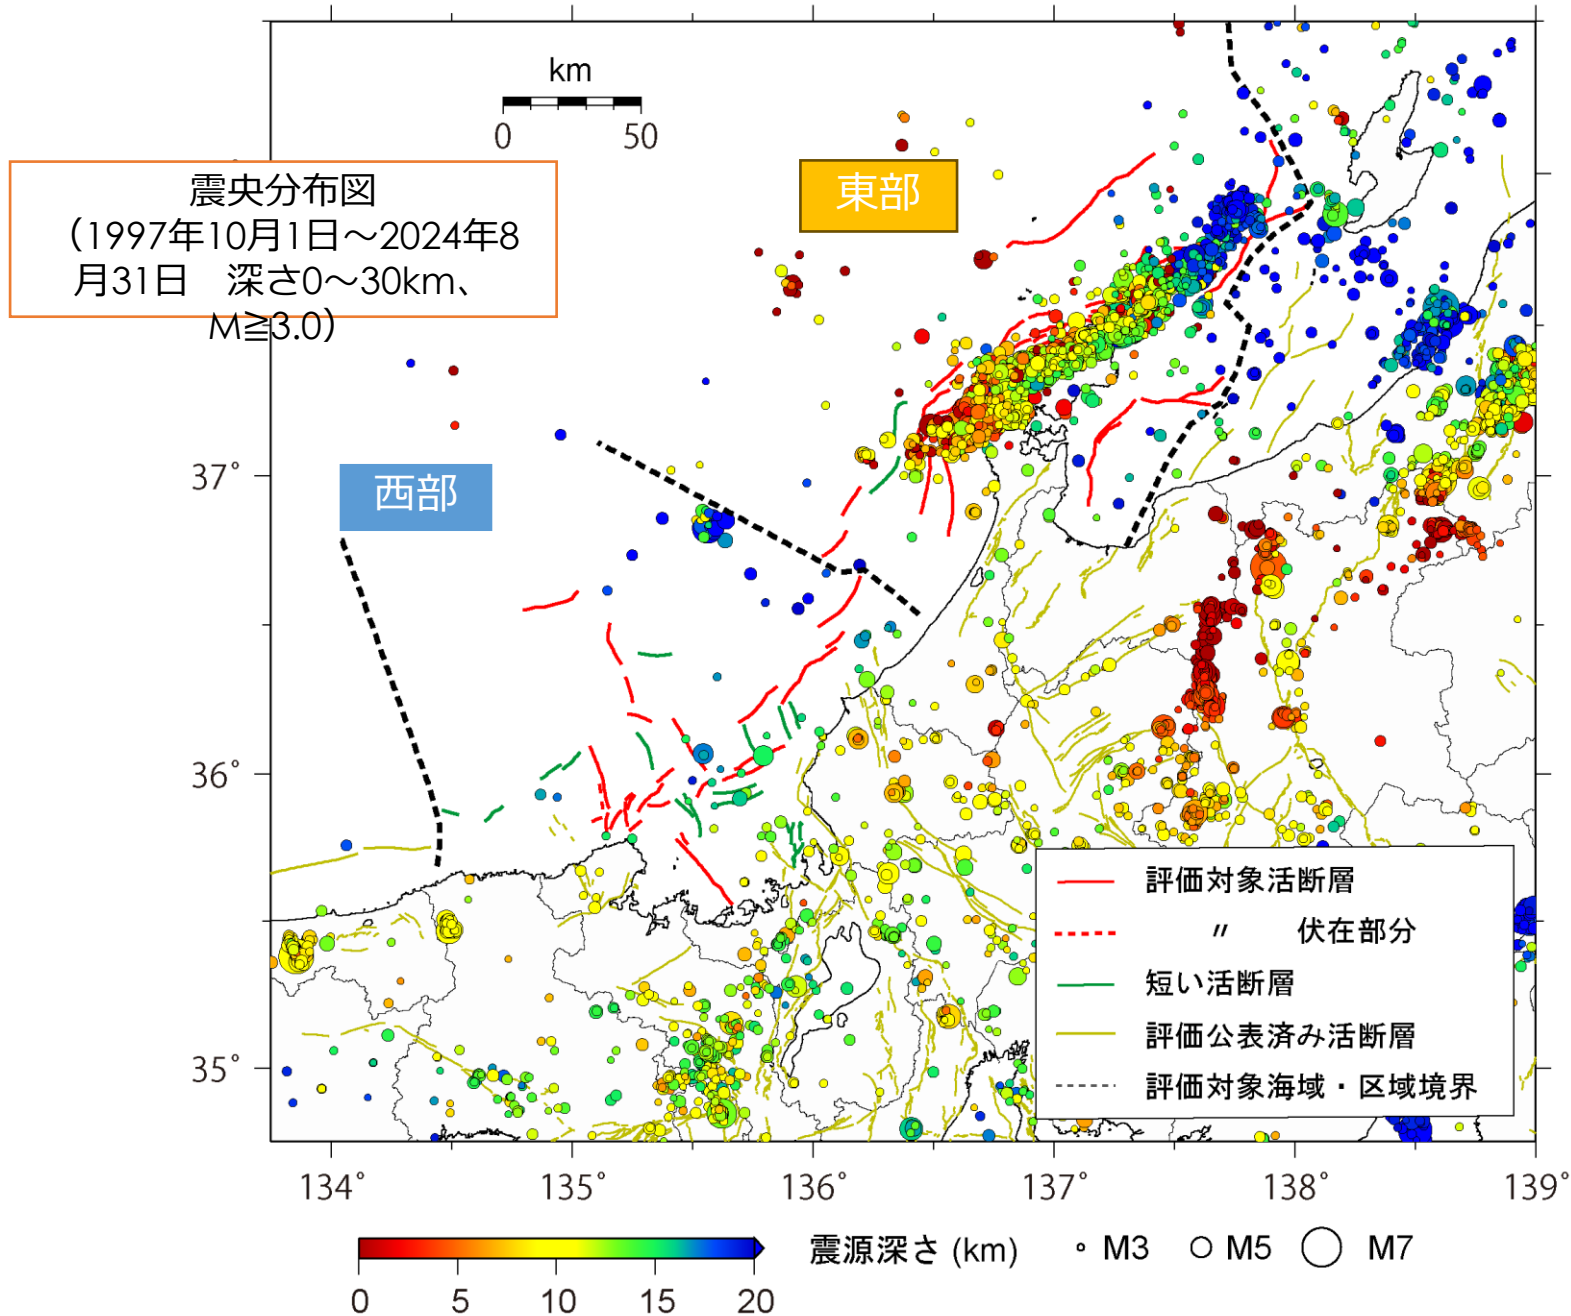 km
0 50
震央分布図
（1997年10月1日～2024年8
月31日　深さ0～30km、
M≧3.0）
東部
西部
37°
36°
35°
評価対象活断層
〃　伏在部分
短い活断層
評価公表済み活断層
評価対象海域・区域境界
134° 135° 136° 137° 138° 139°
震源深さ (km)
M3 M5 M7
0 5 10 15 20